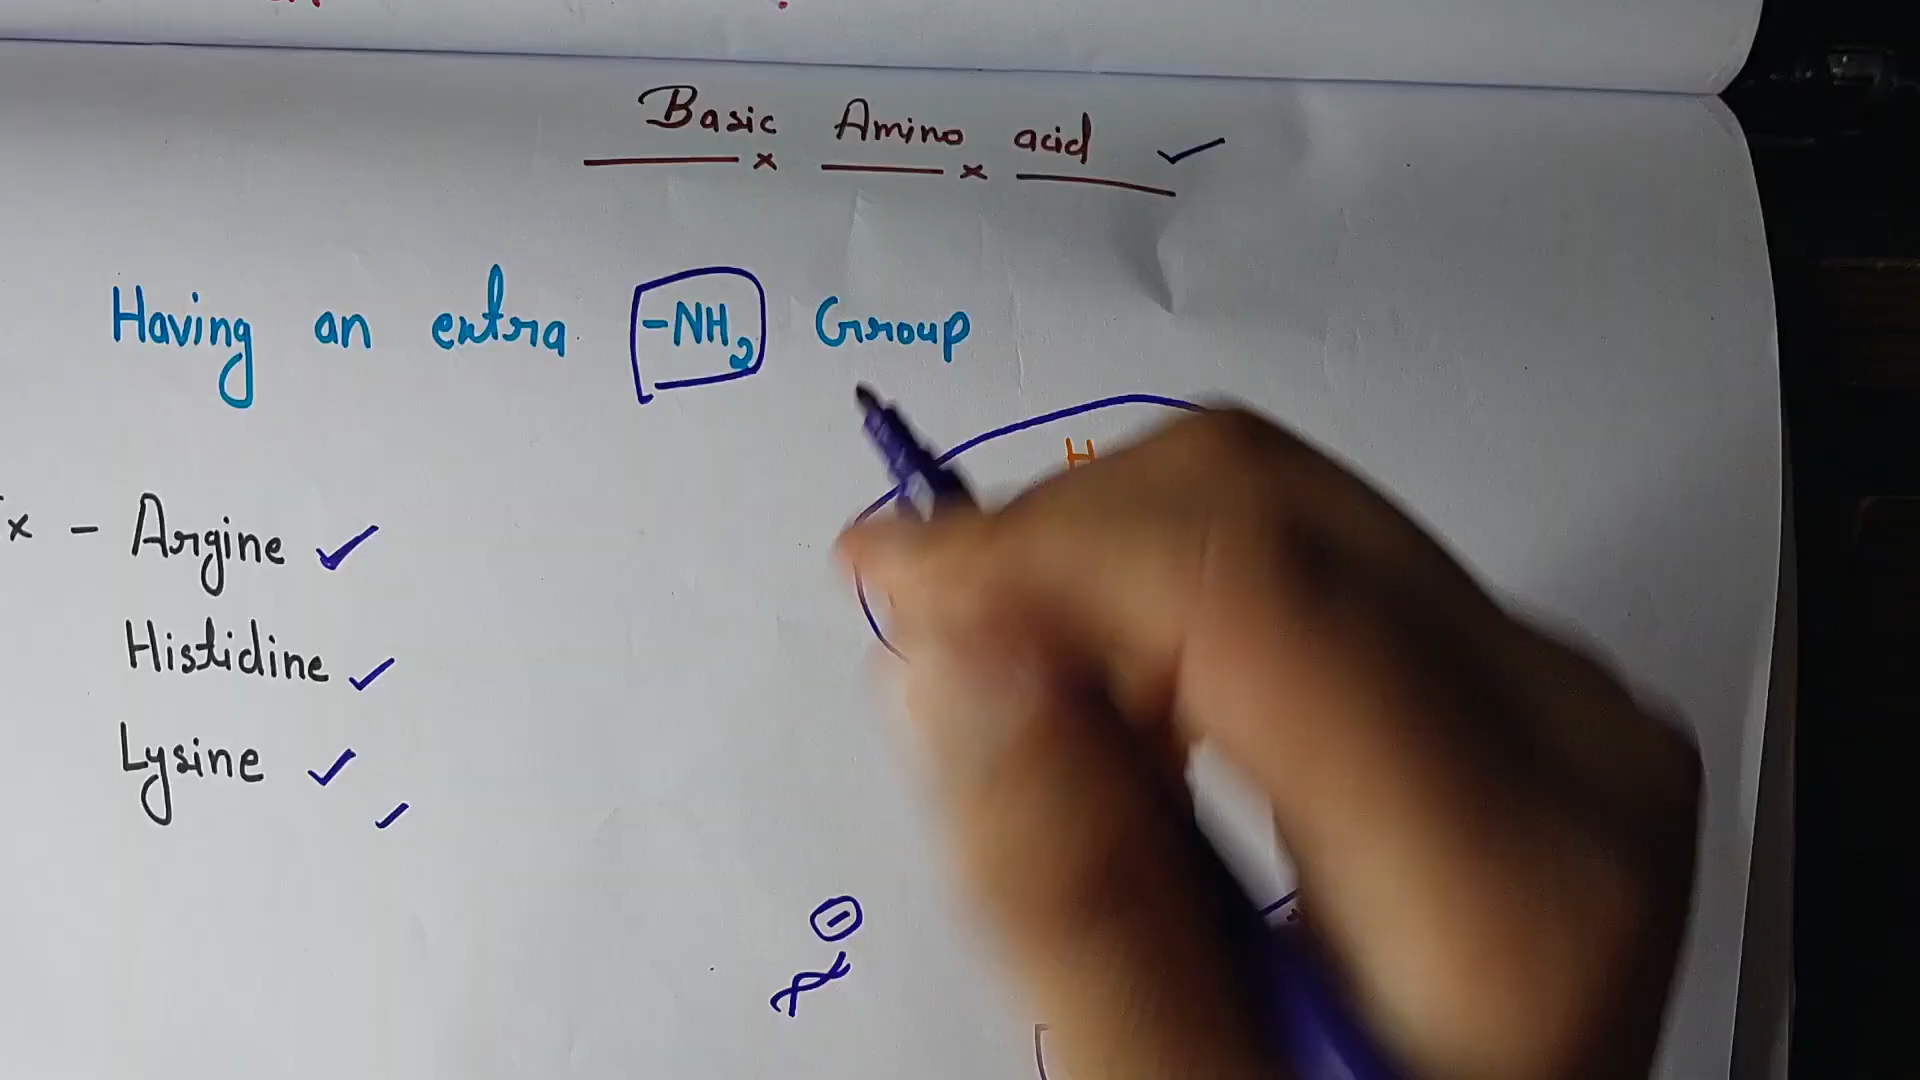 Basic Amino acid ✓
Having an extra -NH₂ Group
H
x - Argine ✓
Histidine ✓
Lysine ✓